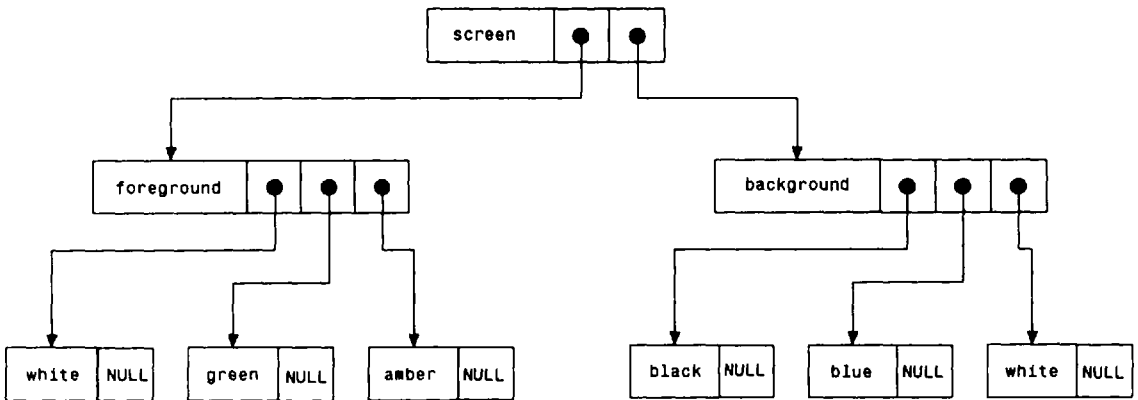 screen
foreground
background
white NULL
green NULL
amber NULL
black NULL
blue NULL
white NULL